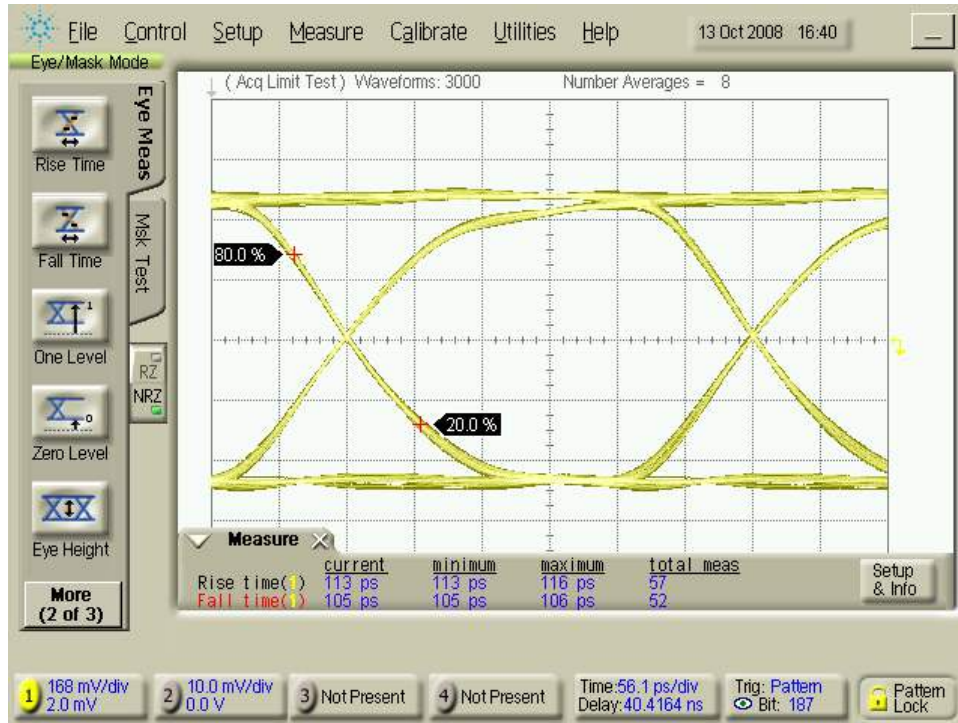 File Control Setup Measure Calibrate Utilities Help 13 Oct 2008 16:40
Eye/Mask Mode
( Acq Limit Test ) Waveforms: 3000 Number Averages = 8
Eye Meas
Msk Test
Rise Time
Fall Time
One Level
Zero Level
Eye Height
More
(2 of 3)
RZ
NRZ
80.0 %
20.0 %
Measure
current minimum maximum total meas
Rise time(1) 113 ps 113 ps 116 ps 57
Fall time(1) 105 ps 105 ps 106 ps 52
Setup
& Info
1 168 mV/div
2.0 mV
2 10.0 mV/div
0.0 V
3 Not Present
4 Not Present
Time:56.1 ps/div
Delay:40.4164 ns
Trig: Pattern
Bit: 187
Pattern
Lock